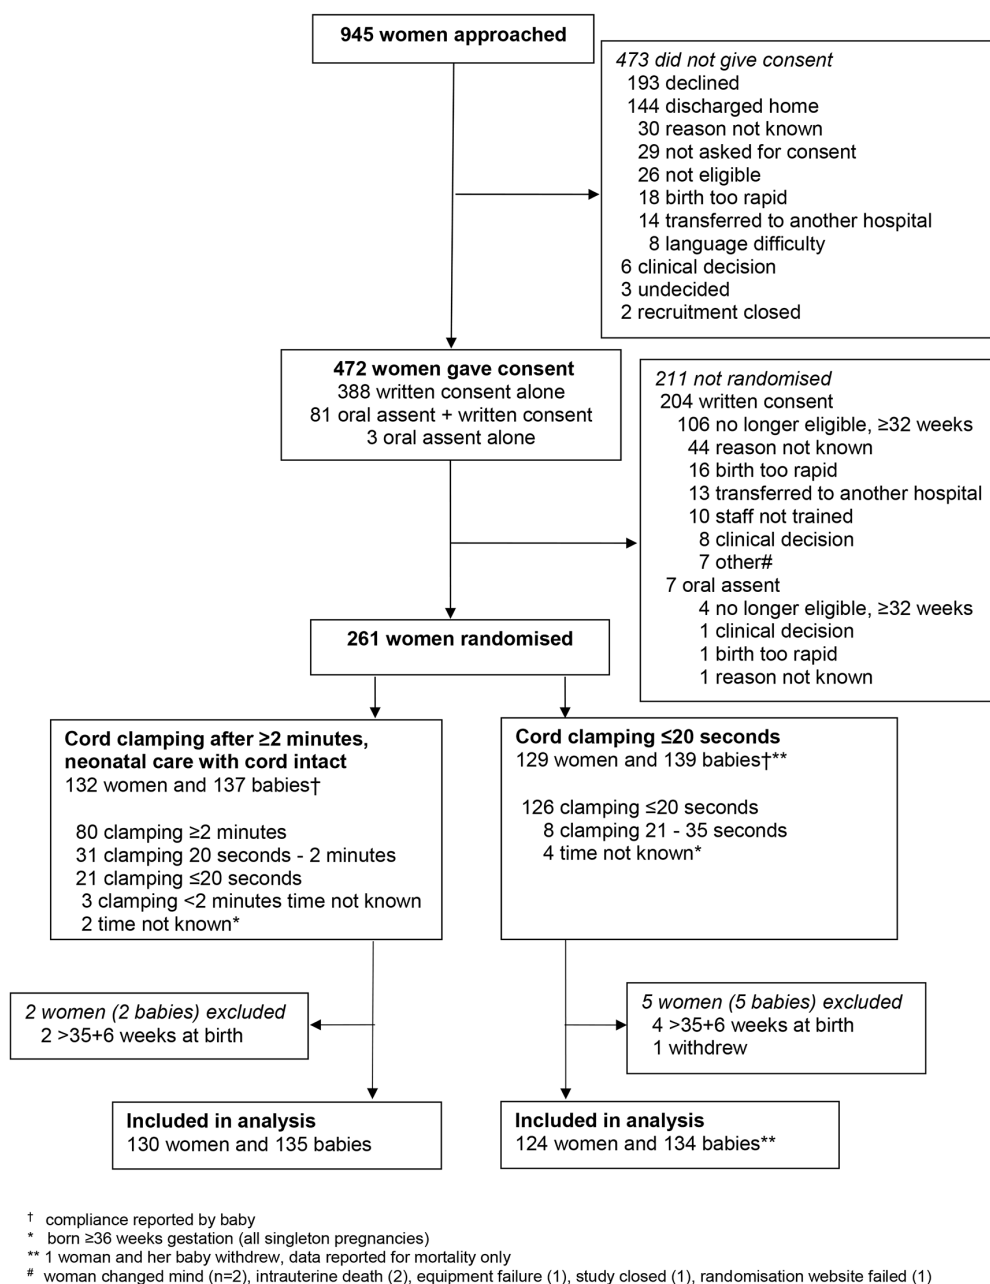 945 women approached
473 did not give consent
193 declined
144 discharged home
30 reason not known
29 not asked for consent
26 not eligible
18 birth too rapid
14 transferred to another hospital
8 language difficulty
6 clinical decision
3 undecided
2 recruitment closed
472 women gave consent
388 written consent alone
81 oral assent + written consent
3 oral assent alone
211 not randomised
204 written consent
106 no longer eligible, ≥32 weeks
44 reason not known
16 birth too rapid
13 transferred to another hospital
10 staff not trained
8 clinical decision
7 other#
7 oral assent
4 no longer eligible, ≥32 weeks
1 clinical decision
1 birth too rapid
1 reason not known
261 women randomised
Cord clamping after ≥2 minutes,
neonatal care with cord intact
132 women and 137 babies†
80 clamping ≥2 minutes
31 clamping 20 seconds - 2 minutes
21 clamping ≤20 seconds
3 clamping <2 minutes time not known
2 time not known*
Cord clamping ≤20 seconds
129 women and 139 babies†**
126 clamping ≤20 seconds
8 clamping 21 - 35 seconds
4 time not known*
2 women (2 babies) excluded
2 >35+6 weeks at birth
5 women (5 babies) excluded
4 >35+6 weeks at birth
1 withdrew
Included in analysis
130 women and 135 babies
Included in analysis
124 women and 134 babies**
† compliance reported by baby
* born ≥36 weeks gestation (all singleton pregnancies)
** 1 woman and her baby withdrew, data reported for mortality only
# woman changed mind (n=2), intrauterine death (2), equipment failure (1), study closed (1), randomisation website failed (1)